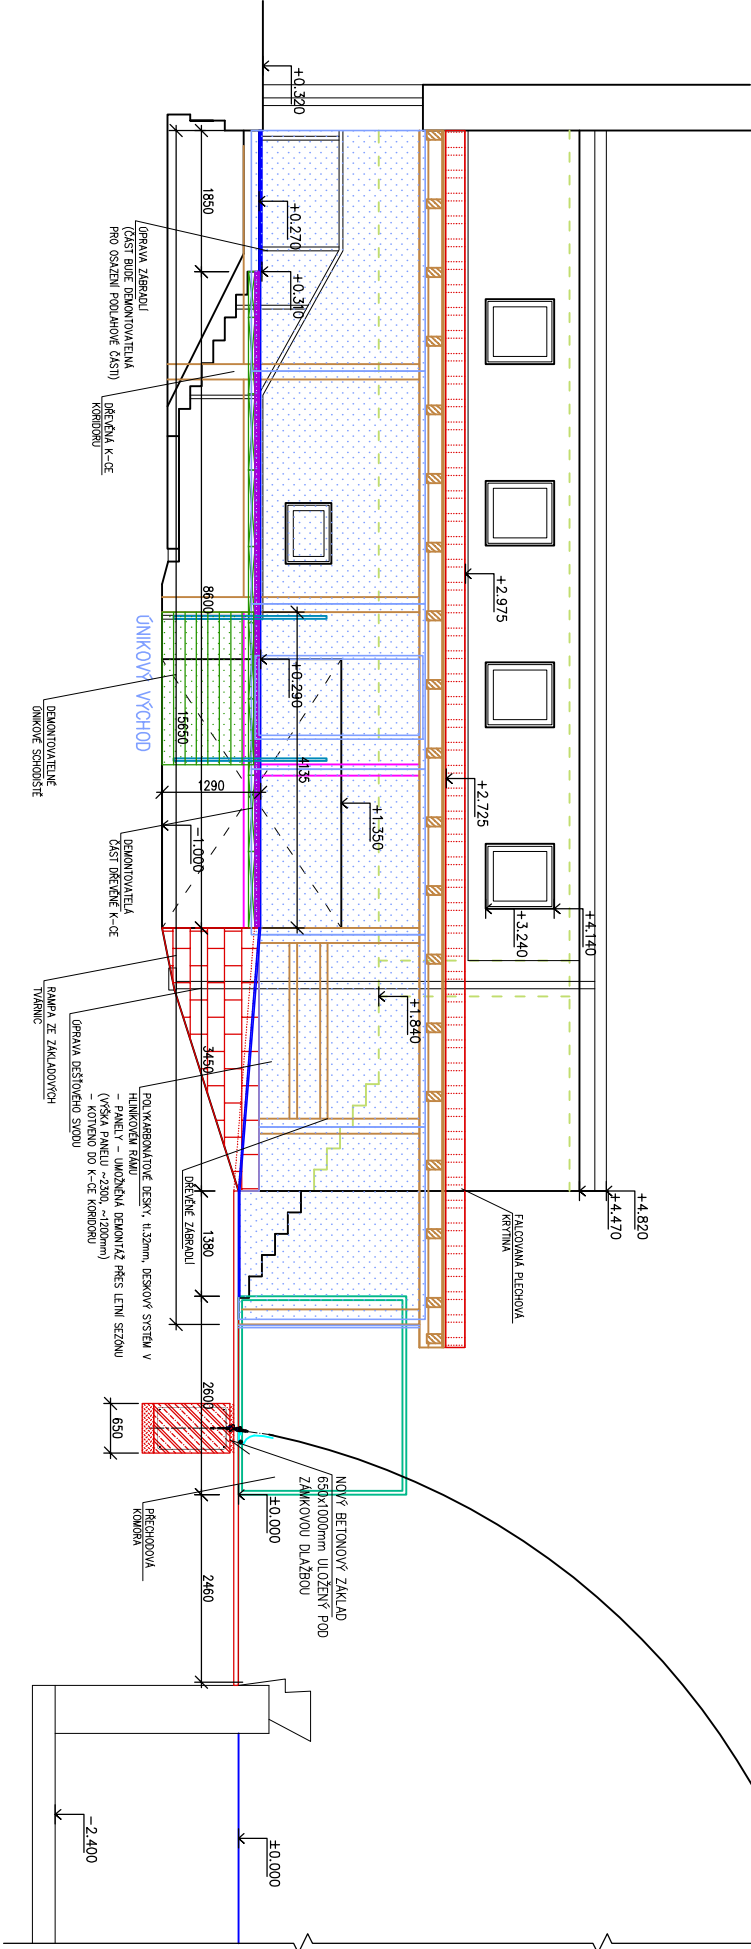 +0.320
1850
+0.270
+0.310
ÚPRAVA ZÁBRADLÍ
(ČÁST BUDE DEMONTOVATELNÁ
PRO OSAZENÍ PODLAHOVÉ ČÁSTI)
DŘEVĚNÁ K-CE
KORIDORU
+2.975
8600
ÚNIKOVÝ VÝCHOD
+0.290
15650
4135
DEMONTOVATELNÉ
ÚNIKOVÉ SCHODIŠTĚ
1290
+2.725
+1.350
-1.000
DEMONTOVATELÁ
ČÁST DŘEVĚNÉ K-CE
+4.140
+3.240
+1.840
RAMPA ZE ZÁKLADOVÝCH
TVÁRNIC
ÚPRAVA DEŠŤOVÉHO SVODU
3450
POLYKARBONÁTOVÉ DESKY, tl.32mm, DESKOVÝ SYSTÉM V
HLINÍKOVÉM RÁMU
- PANELY - UMOŽNĚNÁ DEMONTÁŽ PŘES LETNÍ SEZÓNU
(VÝŠKA PANELU ~2300, ~1200mm)
- KOTVENO DO K-CE KORIDORU
DŘEVĚNÉ ZÁBRADLÍ
1380
+4.820
+4.470
FALCOVANÁ PLECHOVÁ
KRYTINA
2600
650
PŘECHODOVÁ
KOMORA
±0.000
NOVÝ BETONOVÝ ZÁKLAD
650x1000mm ULOŽENÝ POD
ZÁMKOVOU DLAŽBOU
2460
-2.400
±0.000